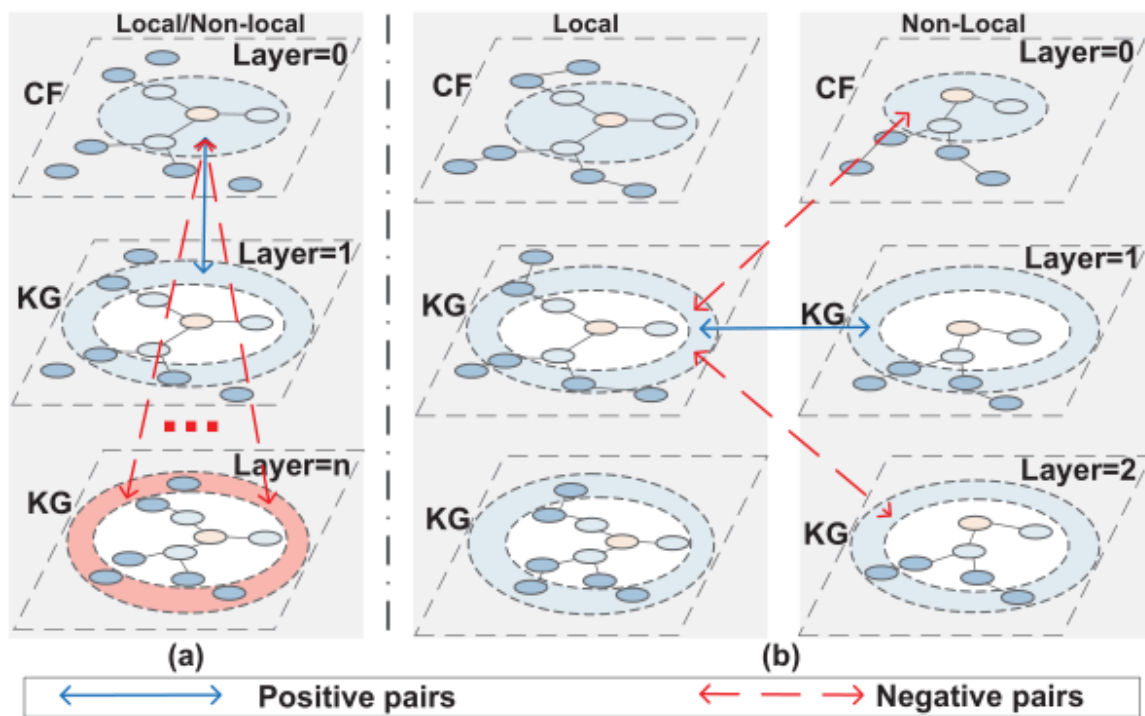 Local/Non-local
Layer=0
CF
Layer=1
KG
Layer=n
KG
(a)
Local
Non-Local
Layer=0
CF
CF
Layer=1
KG
KG
Layer=2
KG
(b)
Positive pairs
Negative pairs